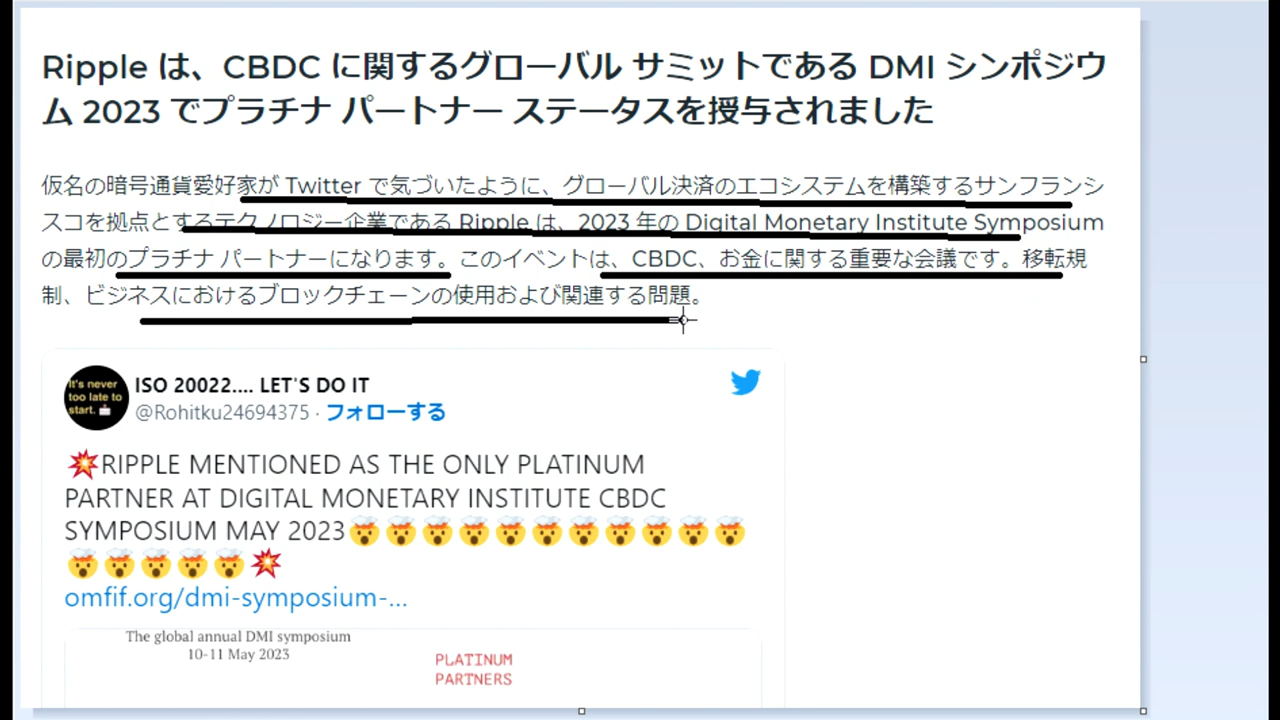 Ripple は、CBDC に関するグローバル サミットである DMI シンポジウ
ム 2023 でプラチナ パートナー ステータスを授与されました
仮名の暗号通貨愛好家が Twitter で気づいたように、グローバル決済のエコシステムを構築するサンフランシ
スコを拠点とするテクノロジー企業である Ripple は、2023 年の Digital Monetary Institute Symposium
の最初のプラチナ パートナーになります。このイベントは、CBDC、お金に関する重要な会議です。移転規
制、ビジネスにおけるブロックチェーンの使用および関連する問題。
It's never
too late to
start.
ISO 20022.... LET'S DO IT
@Rohitku24694375 · フォローする
💥RIPPLE MENTIONED AS THE ONLY PLATINUM
PARTNER AT DIGITAL MONETARY INSTITUTE CBDC
SYMPOSIUM MAY 2023🤯🤯🤯🤯🤯🤯🤯🤯🤯🤯🤯
🤯🤯🤯🤯🤯💥
omfif.org/dmi-symposium-...
The global annual DMI symposium
10-11 May 2023
PLATINUM
PARTNERS